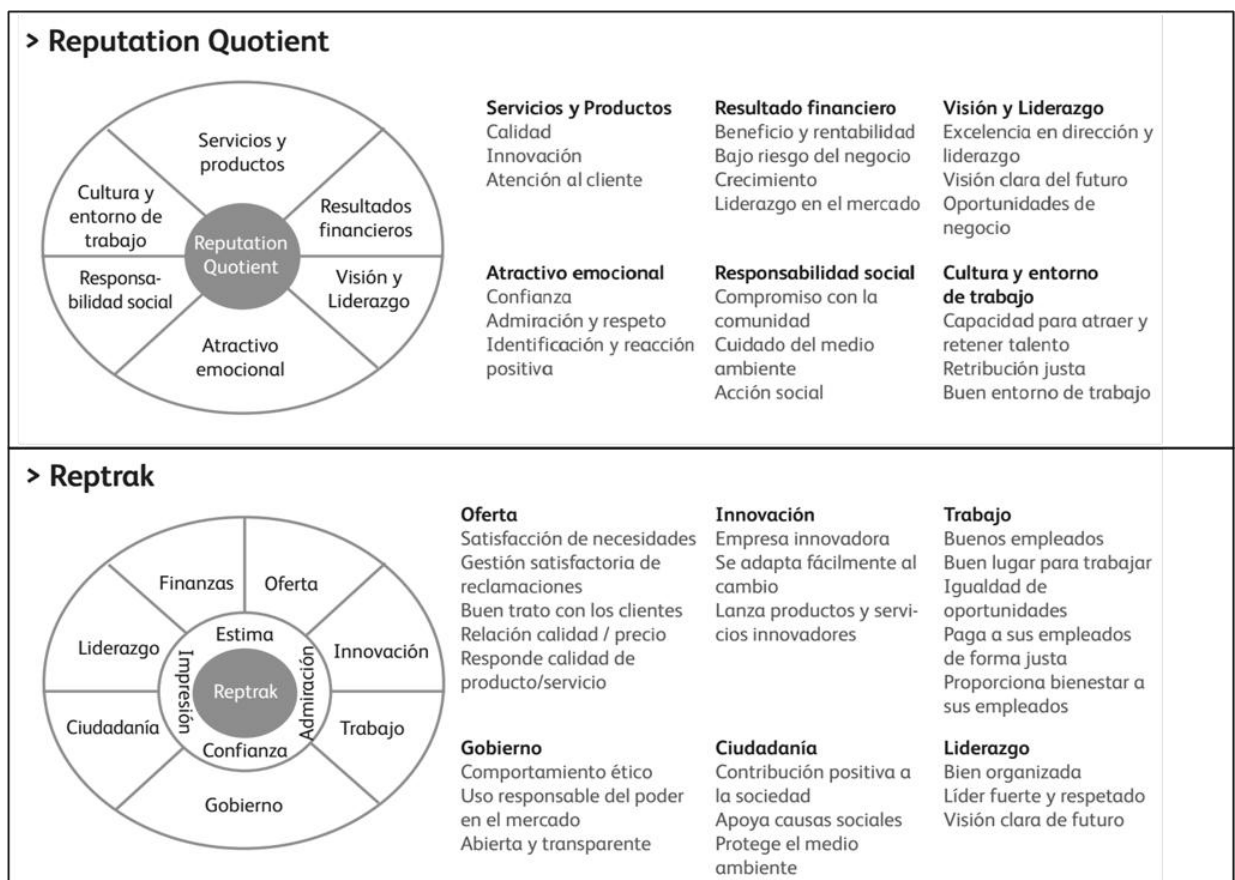 > Reputation Quotient
Servicios y
productos
Cultura y
entorno de
trabajo
Resultados
financieros
Reputation
Quotient
Responsa-
bilidad social
Visión y
Liderazgo
Atractivo
emocional
Servicios y Productos
Calidad
Innovación
Atención al cliente
Resultado financiero
Beneficio y rentabilidad
Bajo riesgo del negocio
Crecimiento
Liderazgo en el mercado
Visión y Liderazgo
Excelencia en dirección y
liderazgo
Visión clara del futuro
Oportunidades de
negocio
Atractivo emocional
Confianza
Admiración y respeto
Identificación y reacción
positiva
Responsabilidad social
Compromiso con la
comunidad
Cuidado del medio
ambiente
Acción social
Cultura y entorno
de trabajo
Capacidad para atraer y
retener talento
Retribución justa
Buen entorno de trabajo
> Reptrak
Finanzas
Oferta
Liderazgo
Estima
Innovación
Impresión
Reptrak
Admiración
Ciudadanía
Confianza
Trabajo
Gobierno
Oferta
Satisfacción de necesidades
Gestión satisfactoria de
reclamaciones
Buen trato con los clientes
Relación calidad / precio
Responde calidad de
producto/servicio
Innovación
Empresa innovadora
Se adapta fácilmente al
cambio
Lanza productos y servi-
cios innovadores
Trabajo
Buenos empleados
Buen lugar para trabajar
Igualdad de
oportunidades
Paga a sus empleados
de forma justa
Proporciona bienestar a
sus empleados
Gobierno
Comportamiento ético
Uso responsable del poder
en el mercado
Abierta y transparente
Ciudadanía
Contribución positiva a
la sociedad
Apoya causas sociales
Protege el medio
ambiente
Liderazgo
Bien organizada
Líder fuerte y respetado
Visión clara de futuro